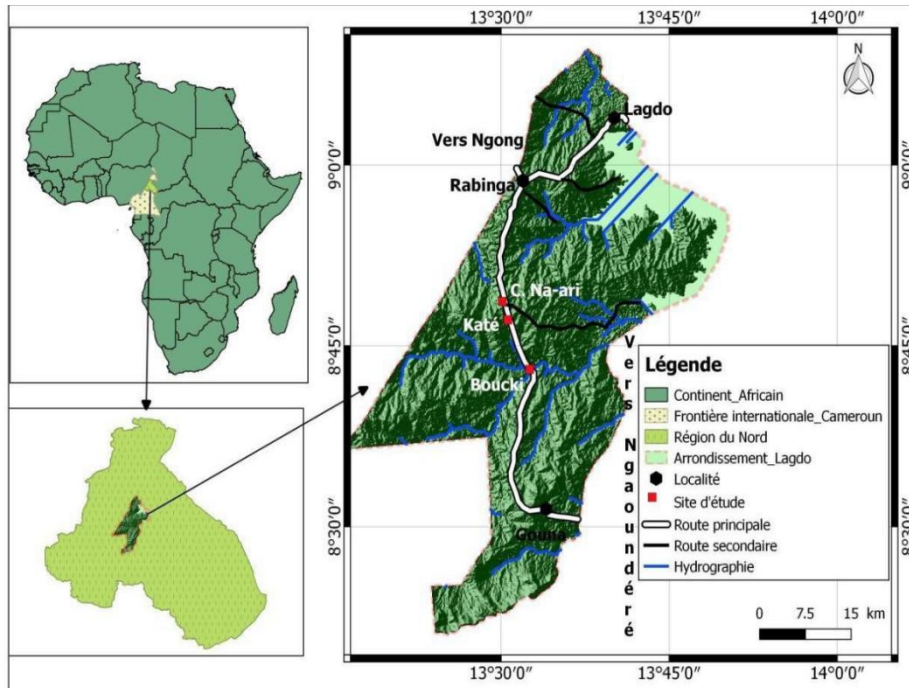 13°30'0″ 13°45'0″ 14°0'0″
N
Lagdo
Vers Ngong
9°0'0″ 9°0'0″
Rabinga
C. Na-ari
Katé
8°45'0″ 8°45'0″
Boucki
Vers Ngaoundéré
Légende
Continent_Africain
Frontière internationale_Cameroun
Région du Nord
Arrondissement_Lagdo
Localité
Site d'étude
Route principale
Route secondaire
Hydrographie
8°30'0″ 8°30'0″
Gouna
0 7.5 15 km
13°30'0″ 13°45'0″ 14°0'0″